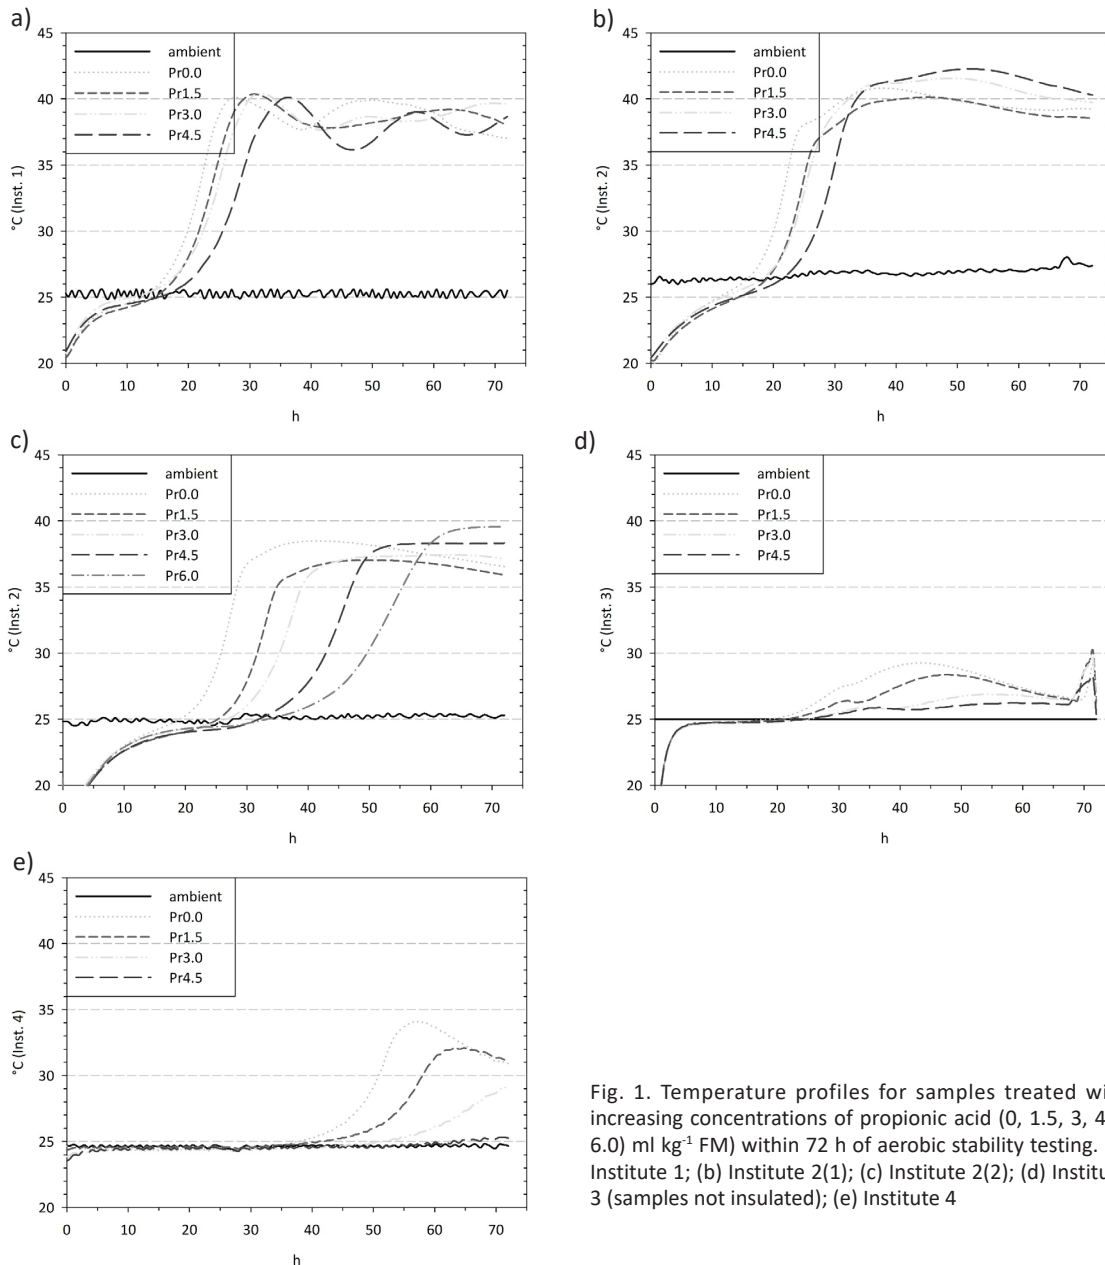 a)
45
40
35
30
25
20
°C (Inst. 1)
ambient
Pr0.0
Pr1.5
Pr3.0
Pr4.5
0 10 20 30 40 50 60 70
h
b)
45
40
35
30
25
20
°C (Inst. 2)
ambient
Pr0.0
Pr1.5
Pr3.0
Pr4.5
0 10 20 30 40 50 60 70
h
c)
45
40
35
30
25
20
°C (Inst. 2)
ambient
Pr0.0
Pr1.5
Pr3.0
Pr4.5
Pr6.0
0 10 20 30 40 50 60 70
h
d)
45
40
35
30
25
20
°C (Inst. 3)
ambient
Pr0.0
Pr1.5
Pr3.0
Pr4.5
0 10 20 30 40 50 60 70
h
e)
45
40
35
30
25
20
°C (Inst. 4)
ambient
Pr0.0
Pr1.5
Pr3.0
Pr4.5
0 10 20 30 40 50 60 70
h
Fig. 1. Temperature profiles for samples treated wi
increasing concentrations of propionic acid (0, 1.5, 3, 4
6.0) ml kg-1 FM) within 72 h of aerobic stability testing.
Institute 1; (b) Institute 2(1); (c) Institute 2(2); (d) Institu
3 (samples not insulated); (e) Institute 4